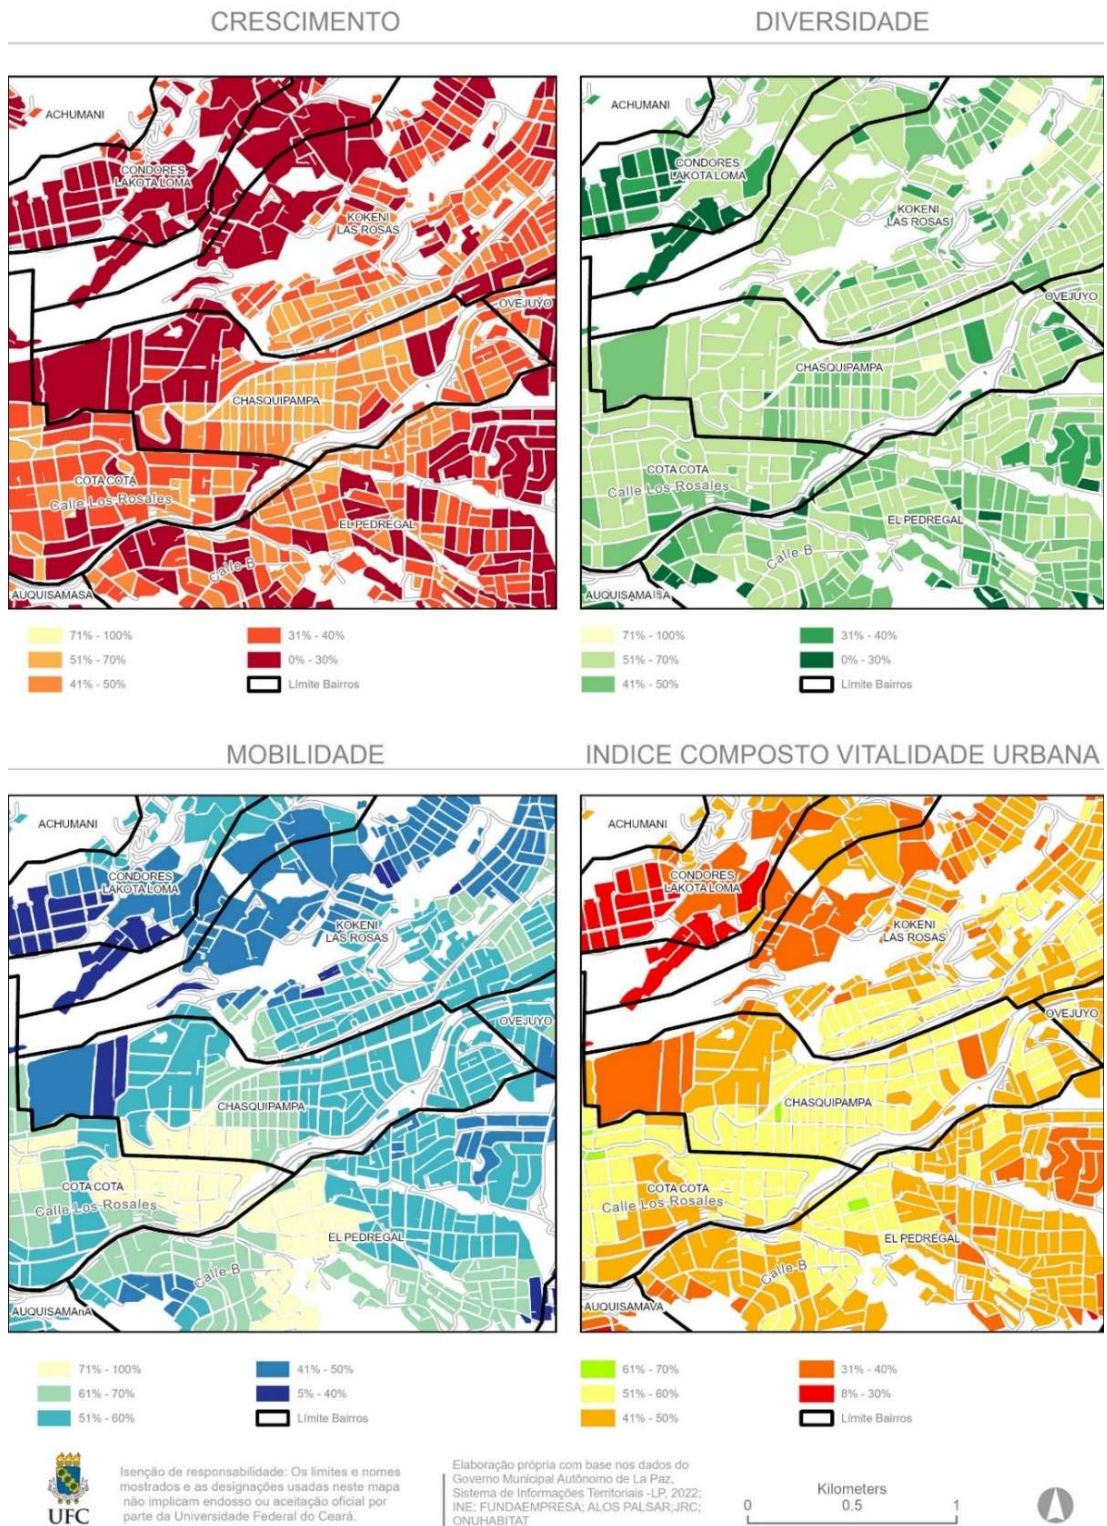 CRESCIMENTO
DIVERSIDADE
ACHUMANI
CONDORES
LAKOTA LOMA
KOKENI
LAS ROSAS
OVEJUYO
CHASQUIPAMPA
COTA COTA
Calle Los Rosales
EL PEDREGAL
Calle B
AUQUISAMASA
ACHUMANI
CONDORES
LAKOTA LOMA
KOKENI
LAS ROSAS
OVEJUYO
CHASQUIPAMPA
COTA COTA
Calle Los Rosales
EL PEDREGAL
Calle B
71% - 100%
51% - 70%
41% - 50%
31% - 40%
0% - 30%
Límite Bairros
71% - 100%
51% - 70%
41% - 50%
31% - 40%
0% - 30%
Límite Bairros
MOBILIDADE
INDICE COMPOSTO VITALIDADE URBANA
ACHUMANI
CONDORES
LAKOTA LOMA
KOKENI
LAS ROSAS
OVEJUYO
CHASQUIPAMPA
COTA COTA
Calle Los Rosales
EL PEDREGAL
Calle B
AUQUISAMAnA
ACHUMANI
CONDORES
LAKOTA LOMA
KOKENI
LAS ROSAS
OVEJUYO
CHASQUIPAMPA
COTA COTA
Calle Los Rosales
EL PEDREGAL
Calle B
AUQUISAMAVA
71% - 100%
61% - 70%
51% - 60%
41% - 50%
5% - 40%
Límite Bairros
61% - 70%
51% - 60%
41% - 50%
31% - 40%
8% - 30%
Límite Bairros
UFC
Isenção de responsabilidade: Os limites e nomes
mostrados e as designações usadas neste mapa
não implicam endosso ou aceitação oficial por
parte da Universidade Federal do Ceará.
Elaboração própria com base nos dados do
Governo Municipal Autônomo de La Paz,
Sistema de Informações Territoriais -LP, 2022;
INE; FUNDAEMPRESA; ALOS PALSAR;JRC;
ONUHABITAT
Kilometers
0 0.5 1